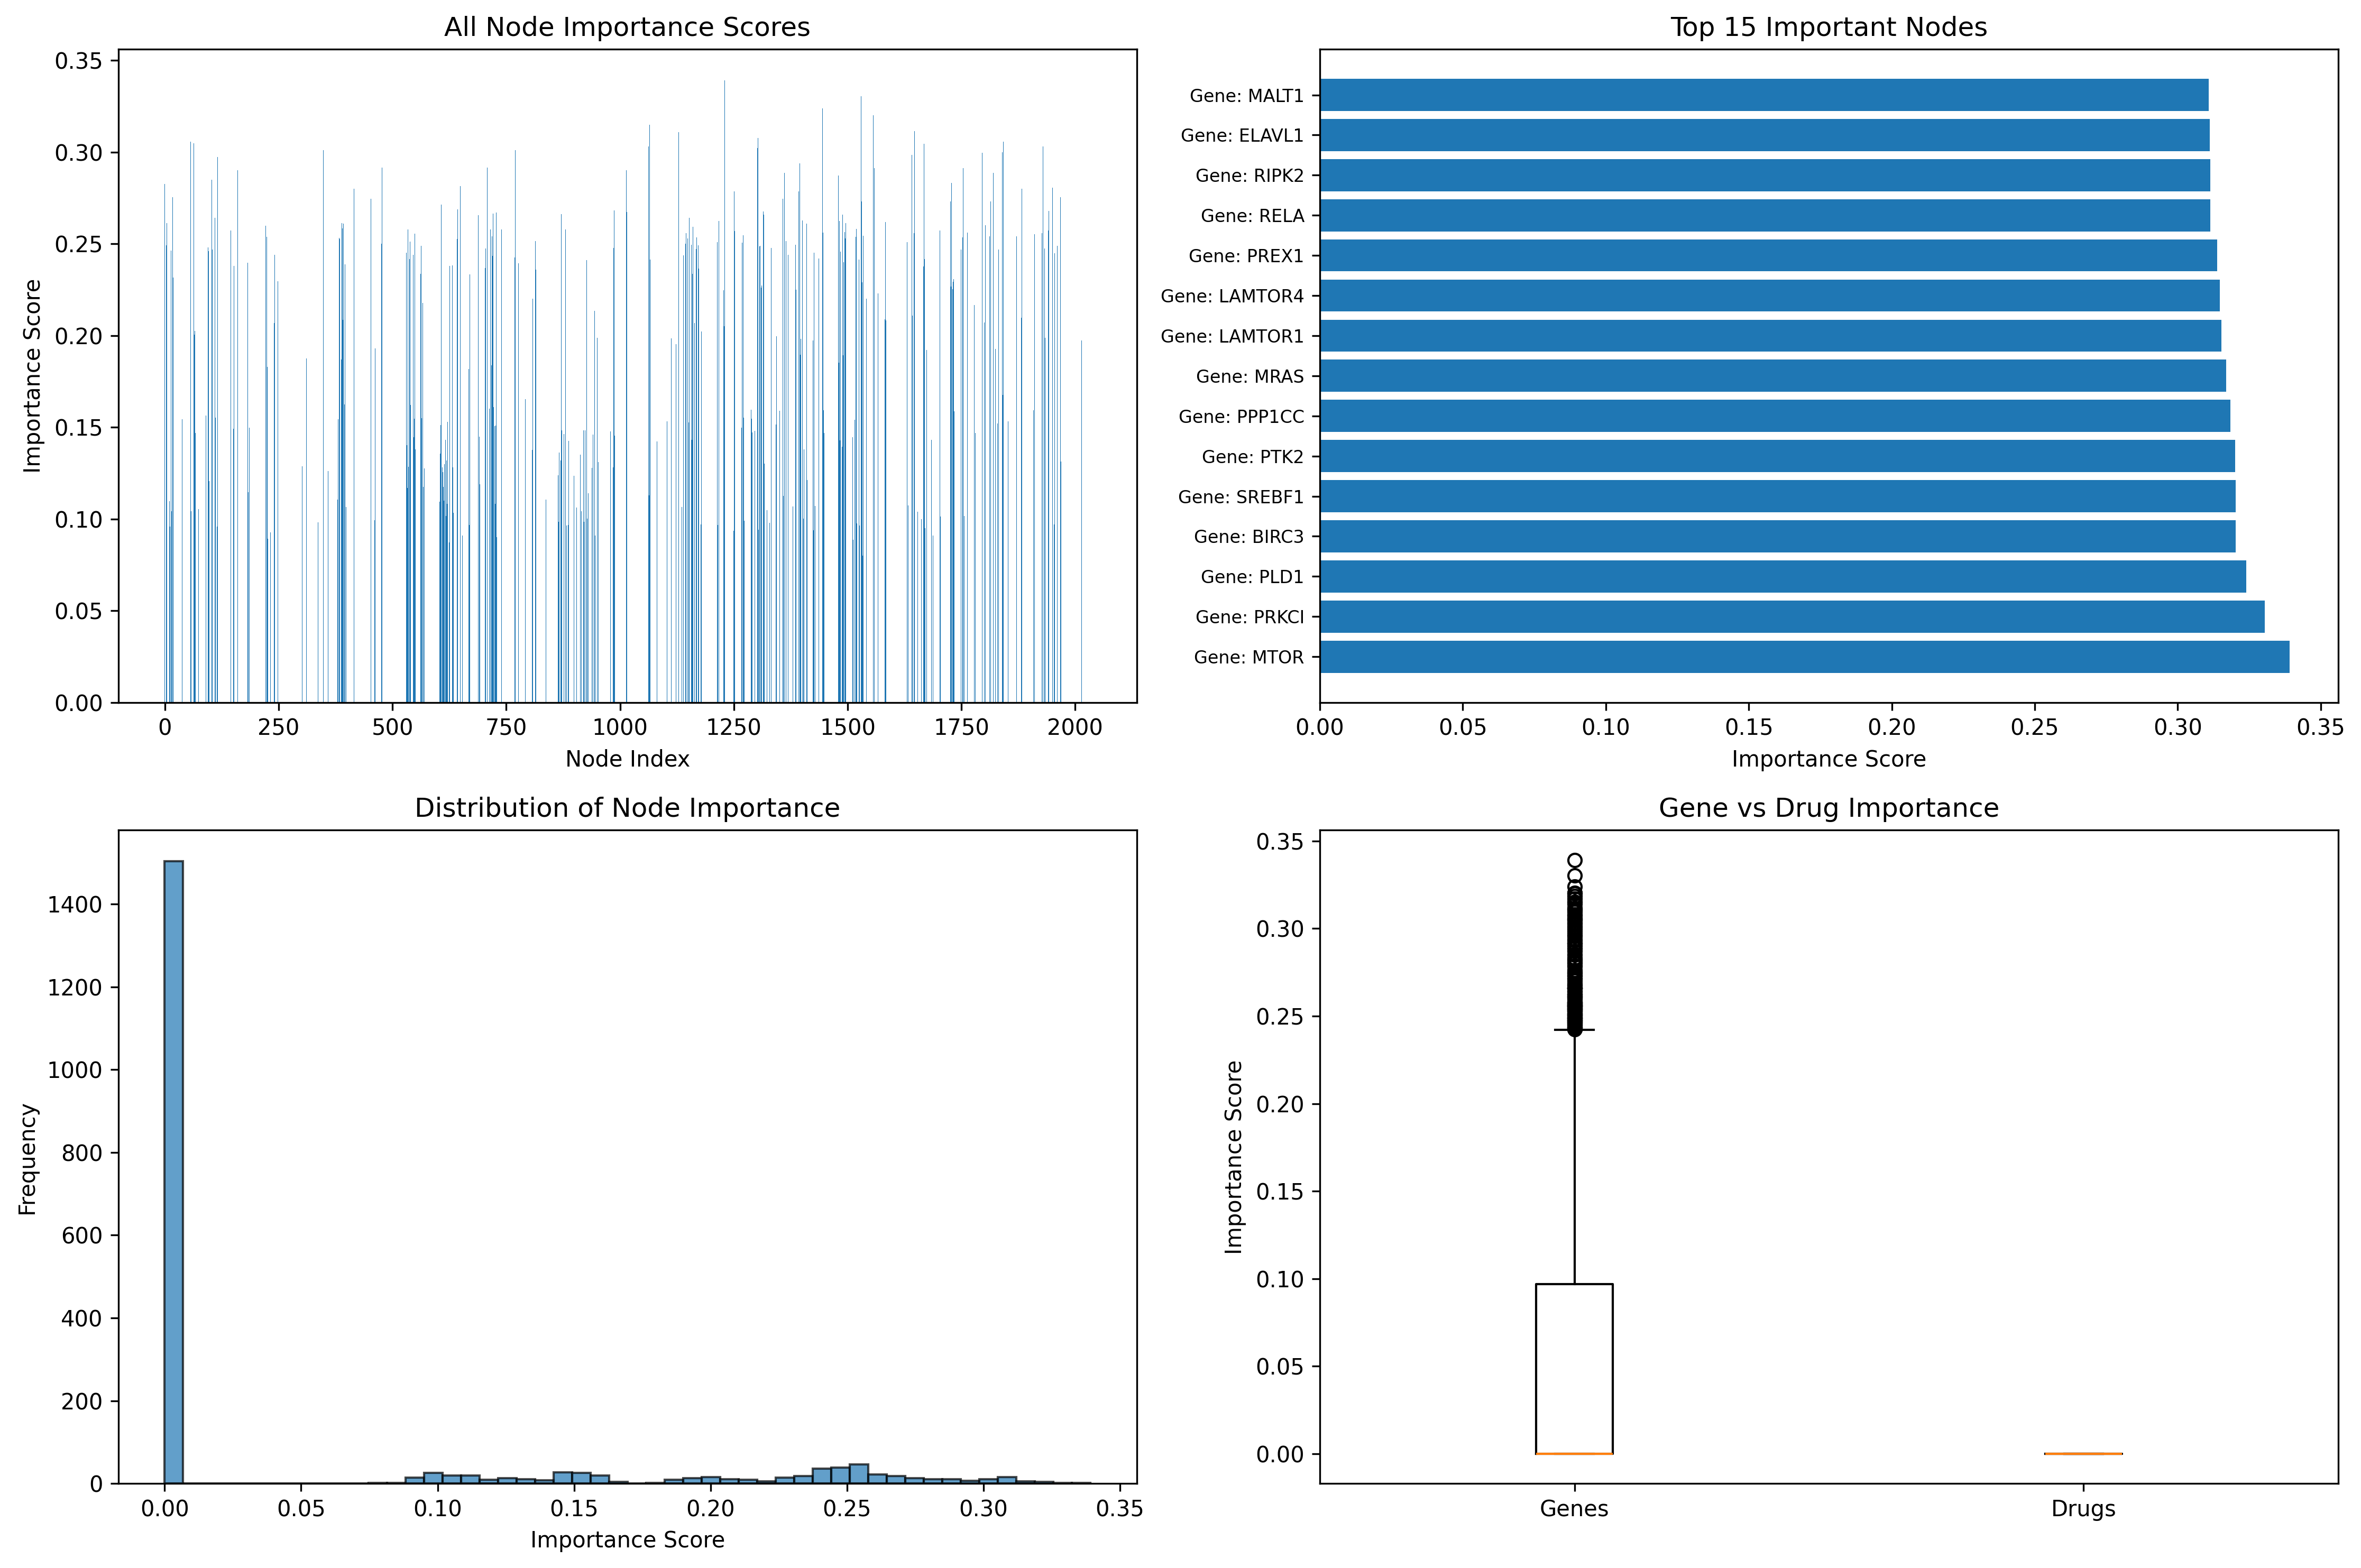 All Node Importance Scores
0.35
0.30
0.25
0.20
0.15
0.10
0.05
0.00
Importance Score
0 250 500 750 1000 1250 1500 1750 2000
Node Index
Top 15 Important Nodes
Gene: MALT1
Gene: ELAVL1
Gene: RIPK2
Gene: RELA
Gene: PREX1
Gene: LAMTOR4
Gene: LAMTOR1
Gene: MRAS
Gene: PPP1CC
Gene: PTK2
Gene: SREBF1
Gene: BIRC3
Gene: PLD1
Gene: PRKCI
Gene: MTOR
0.00 0.05 0.10 0.15 0.20 0.25 0.30 0.35
Importance Score
Distribution of Node Importance
1400
1200
1000
800
600
400
200
0
Frequency
0.00 0.05 0.10 0.15 0.20 0.25 0.30 0.35
Importance Score
Gene vs Drug Importance
0.35
0.30
0.25
0.20
0.15
0.10
0.05
0.00
Importance Score
Genes Drugs